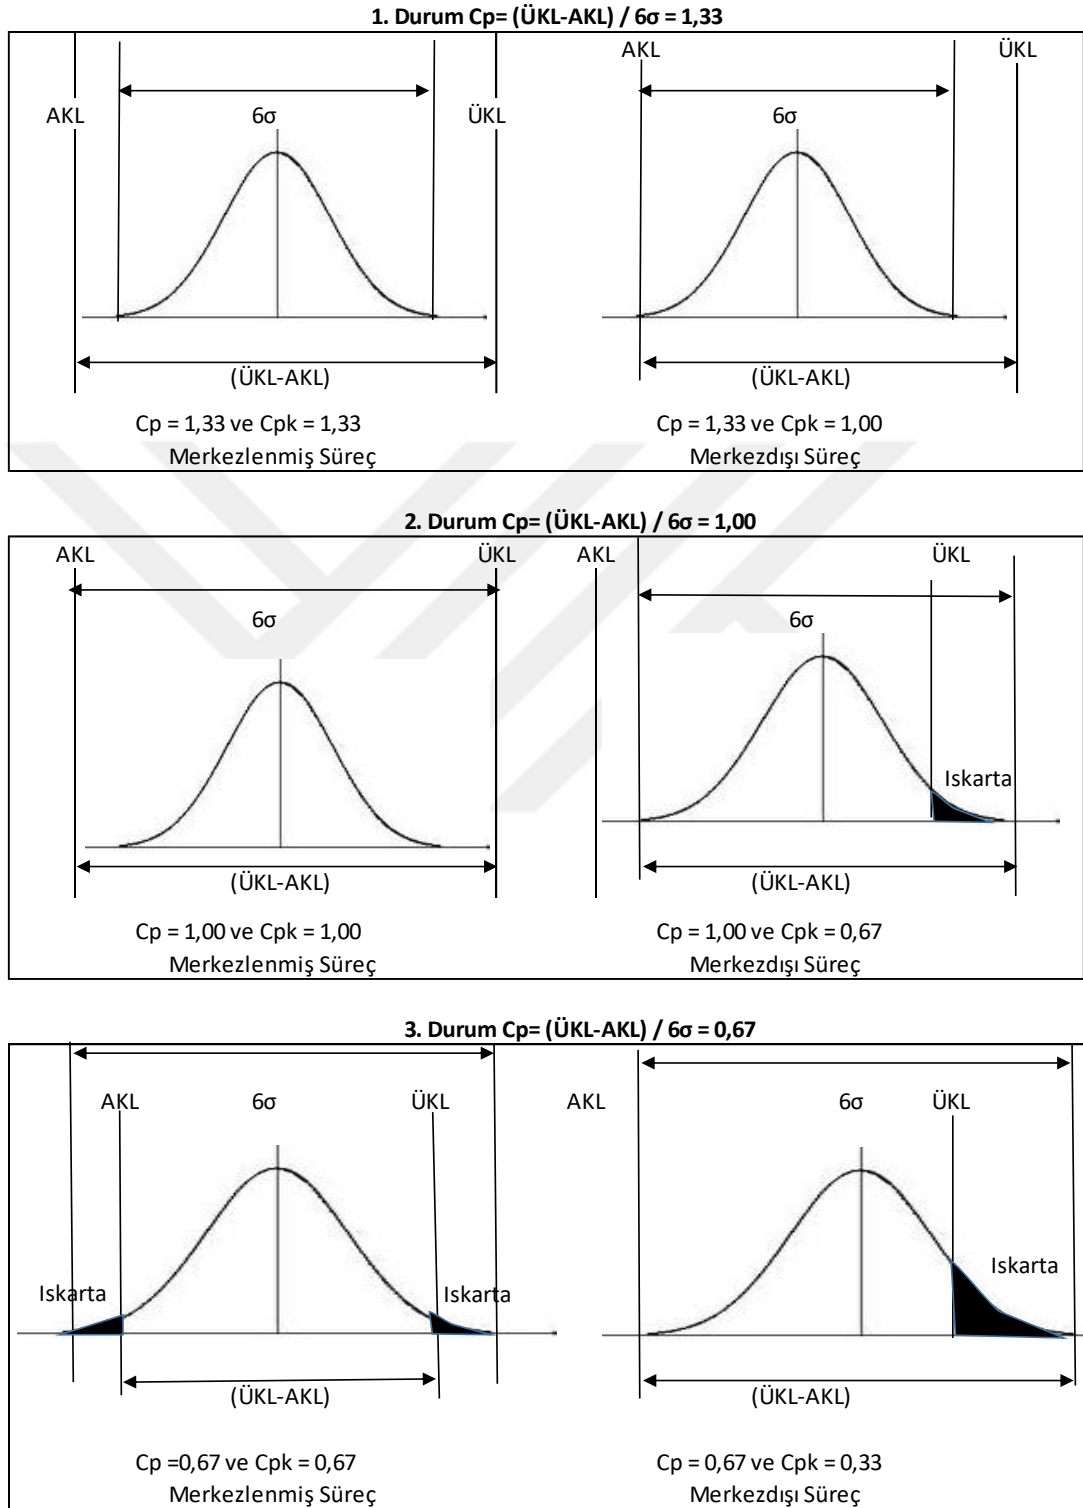 1. Durum Cp= (ÜKL-AKL) / 6σ = 1,33
AKL
6σ
ÜKL
(ÜKL-AKL)
Cp = 1,33 ve Cpk = 1,33
Merkezlenmiş Süreç
AKL
ÜKL
6σ
(ÜKL-AKL)
Cp = 1,33 ve Cpk = 1,00
Merkezdışı Süreç
2. Durum Cp= (ÜKL-AKL) / 6σ = 1,00
AKL
ÜKL
6σ
(ÜKL-AKL)
Cp = 1,00 ve Cpk = 1,00
Merkezlenmiş Süreç
AKL
ÜKL
6σ
Iskarta
(ÜKL-AKL)
Cp = 1,00 ve Cpk = 0,67
Merkezdışı Süreç
3. Durum Cp= (ÜKL-AKL) / 6σ = 0,67
AKL
6σ
ÜKL
Iskarta
Iskarta
(ÜKL-AKL)
Cp =0,67 ve Cpk = 0,67
Merkezlenmiş Süreç
AKL
6σ
ÜKL
Iskarta
(ÜKL-AKL)
Cp = 0,67 ve Cpk = 0,33
Merkezdışı Süreç